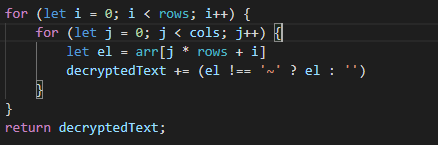 for (let i = 0; i < rows; i++) {
    for (let j = 0; j < cols; j++) {
        let el = arr[j * rows + i]
        decryptedText += (el !== '~' ? el : '')
    }
}
return decryptedText;